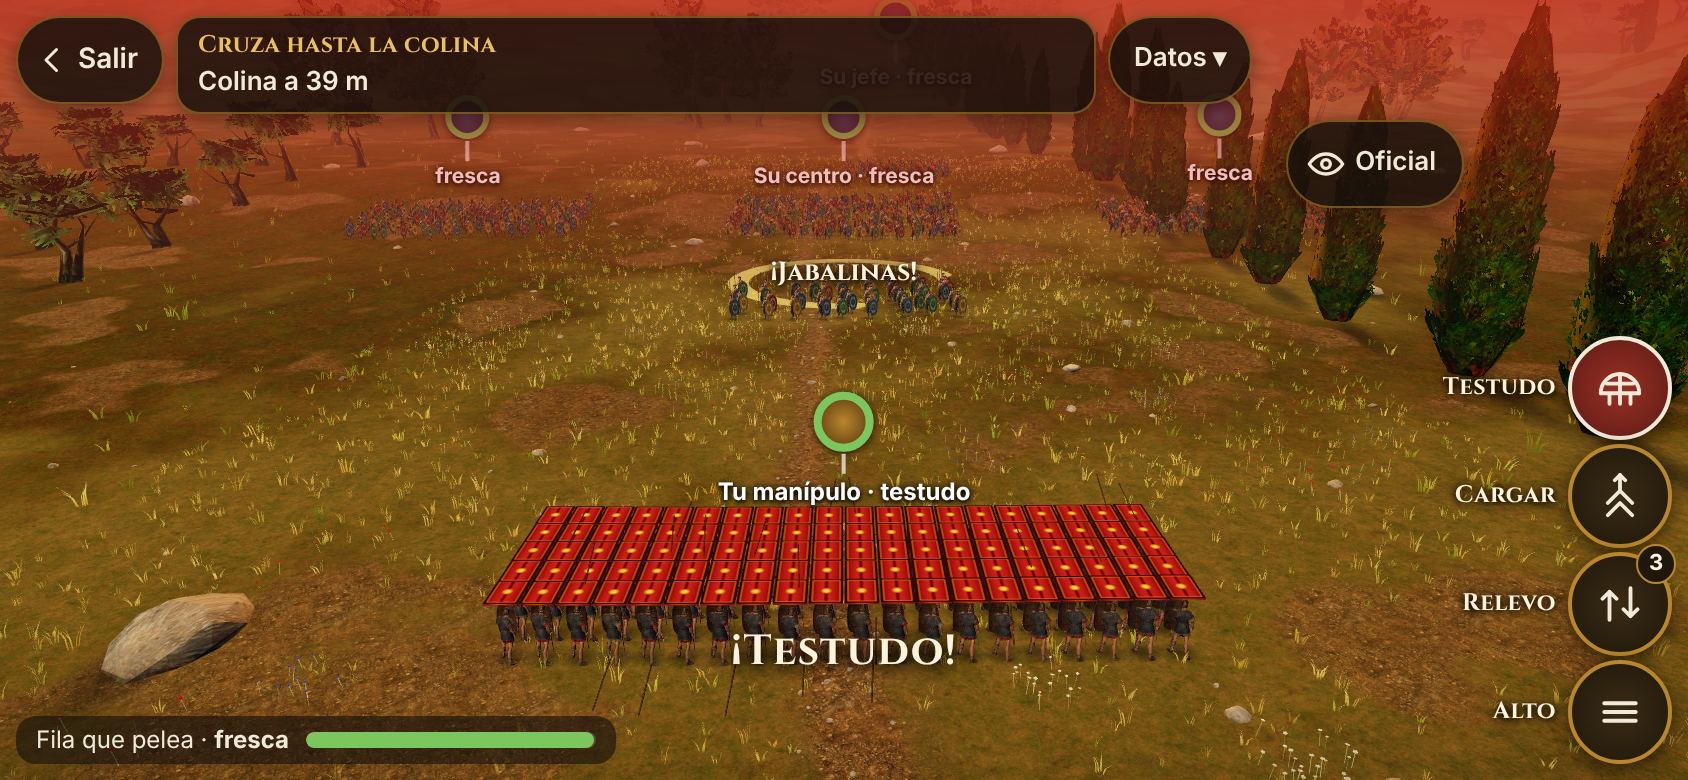 Salir
Cruza hasta la colina
Colina a 39 m
Datos ▾
Su jefe · fresca
Oficial
fresca
Su centro · fresca
fresca
¡Jabalinas!
Testudo
Tu manípulo · testudo
Cargar
3
Relevo
¡Testudo!
Alto
Fila que pelea · fresca